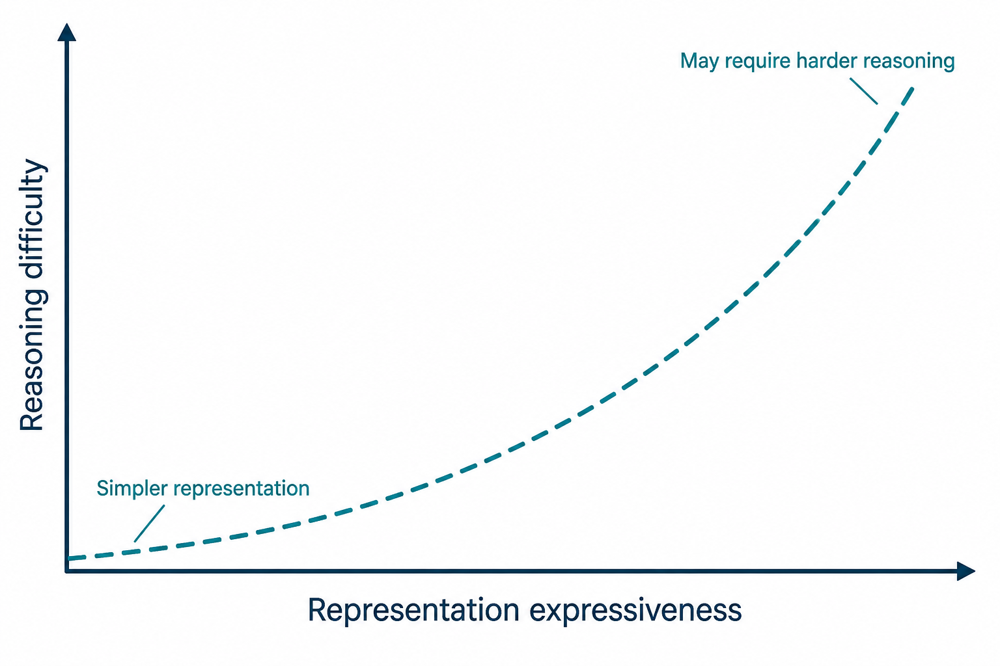 May require harder reasoning
Reasoning difficulty
Simpler representation
Representation expressiveness